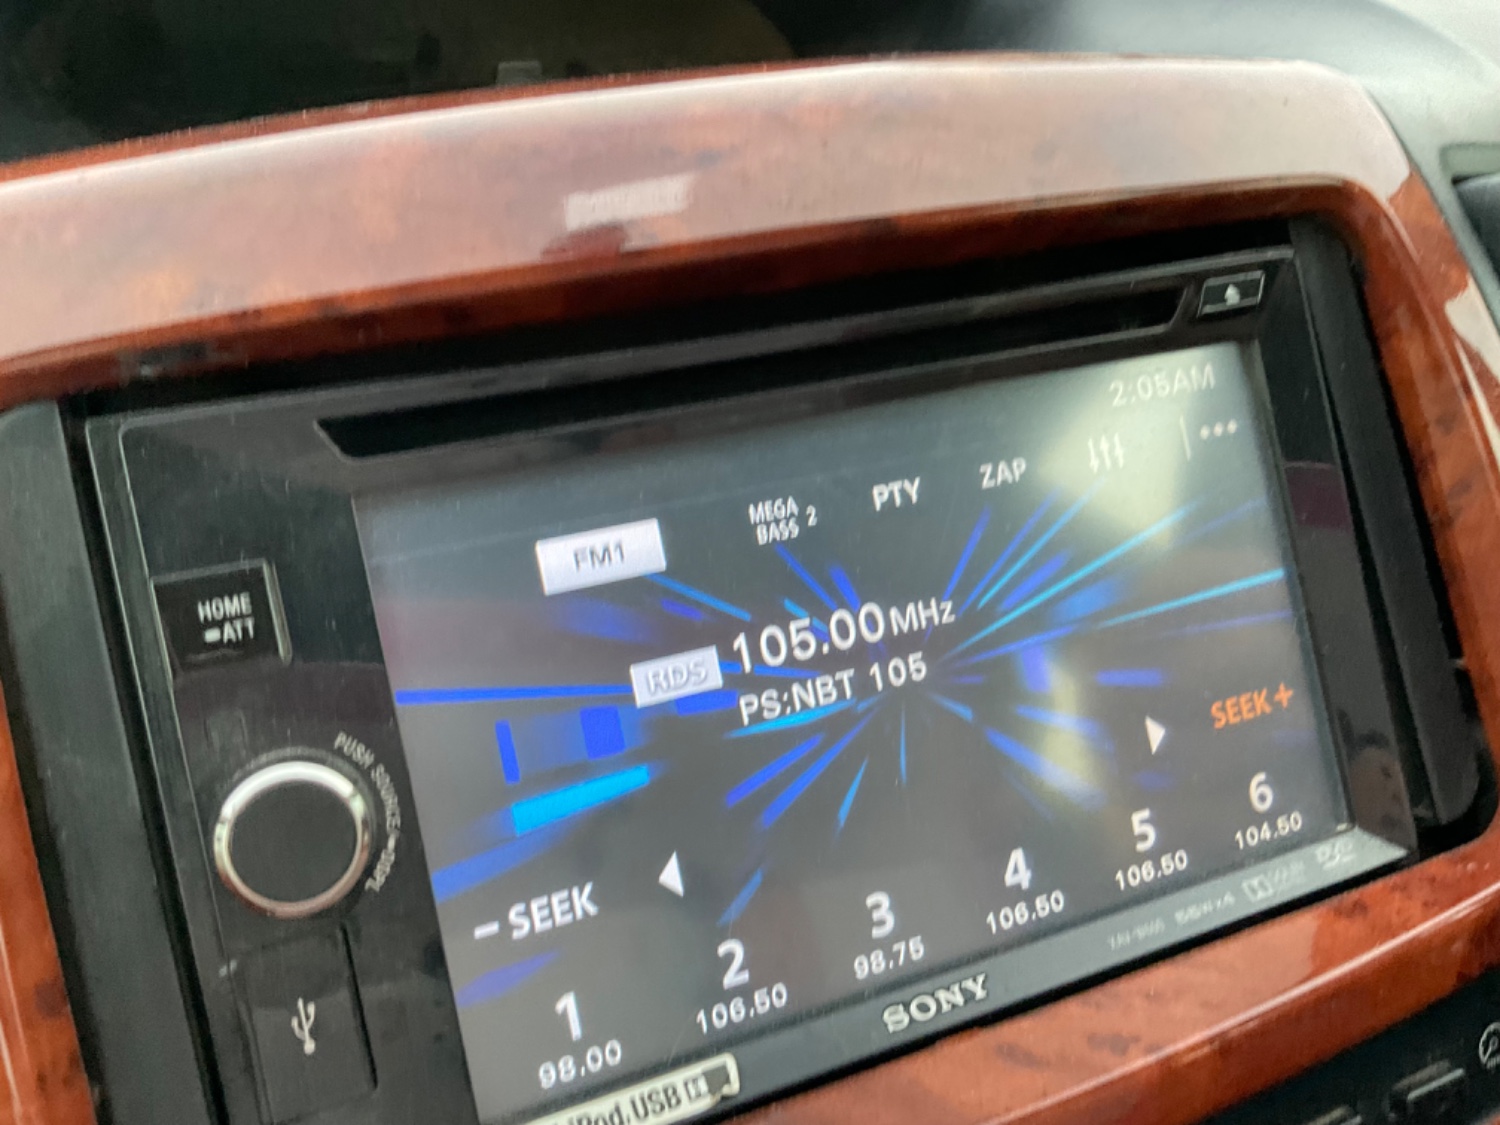 2:05AM
FM1
MEGA BASS 2
PTY
ZAP
HOME
ATT
105.00MHz
RDS
PS:NBT 105
SEEK +
PUSH SOURCE
- SEEK
1
98.00
2
106.50
3
98.75
4
106.50
5
106.50
6
104.50
SONY
iPod.USB